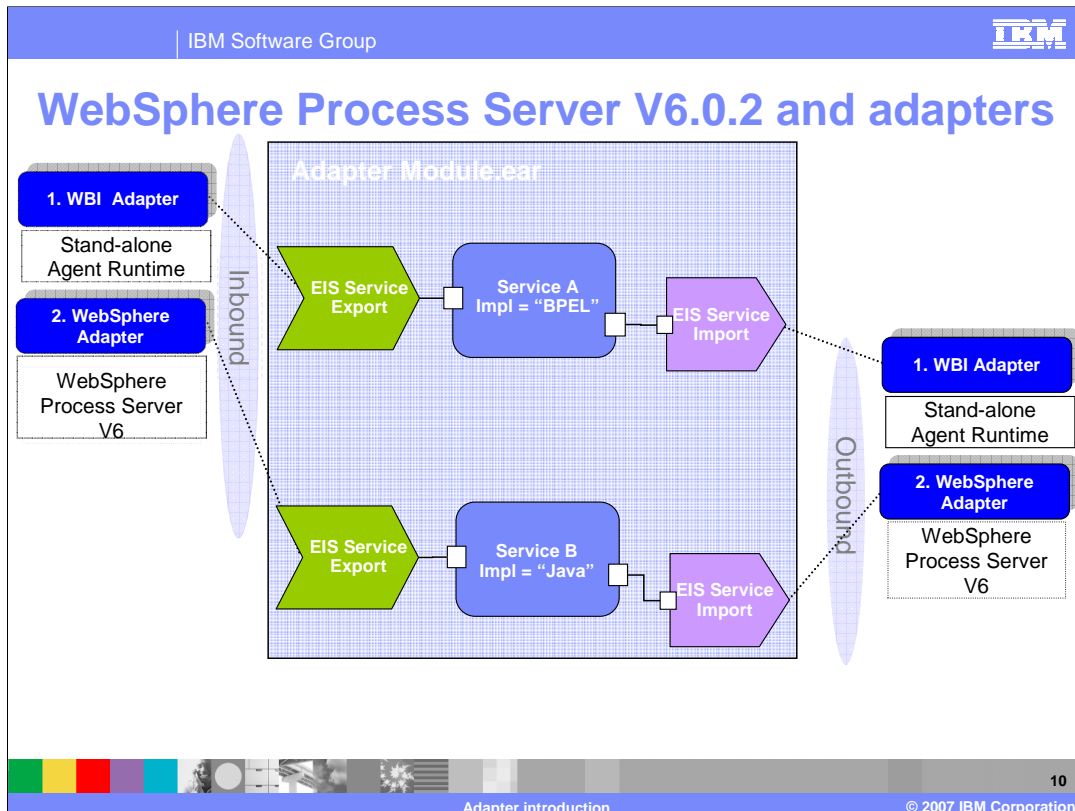 IBM Software Group
IBM
WebSphere Process Server V6.0.2 and adapters
Adapter Module.ear
1. WBI Adapter
Stand-alone
Agent Runtime
2. WebSphere
Adapter
WebSphere
Process Server
V6
Inbound
EIS Service
Export
Service A
Impl = “BPEL”
EIS Service
Import
EIS Service
Export
Service B
Impl = “Java”
EIS Service
Import
Outbound
1. WBI Adapter
Stand-alone
Agent Runtime
2. WebSphere
Adapter
WebSphere
Process Server
V6
10
Adapter introduction
© 2007 IBM Corporation